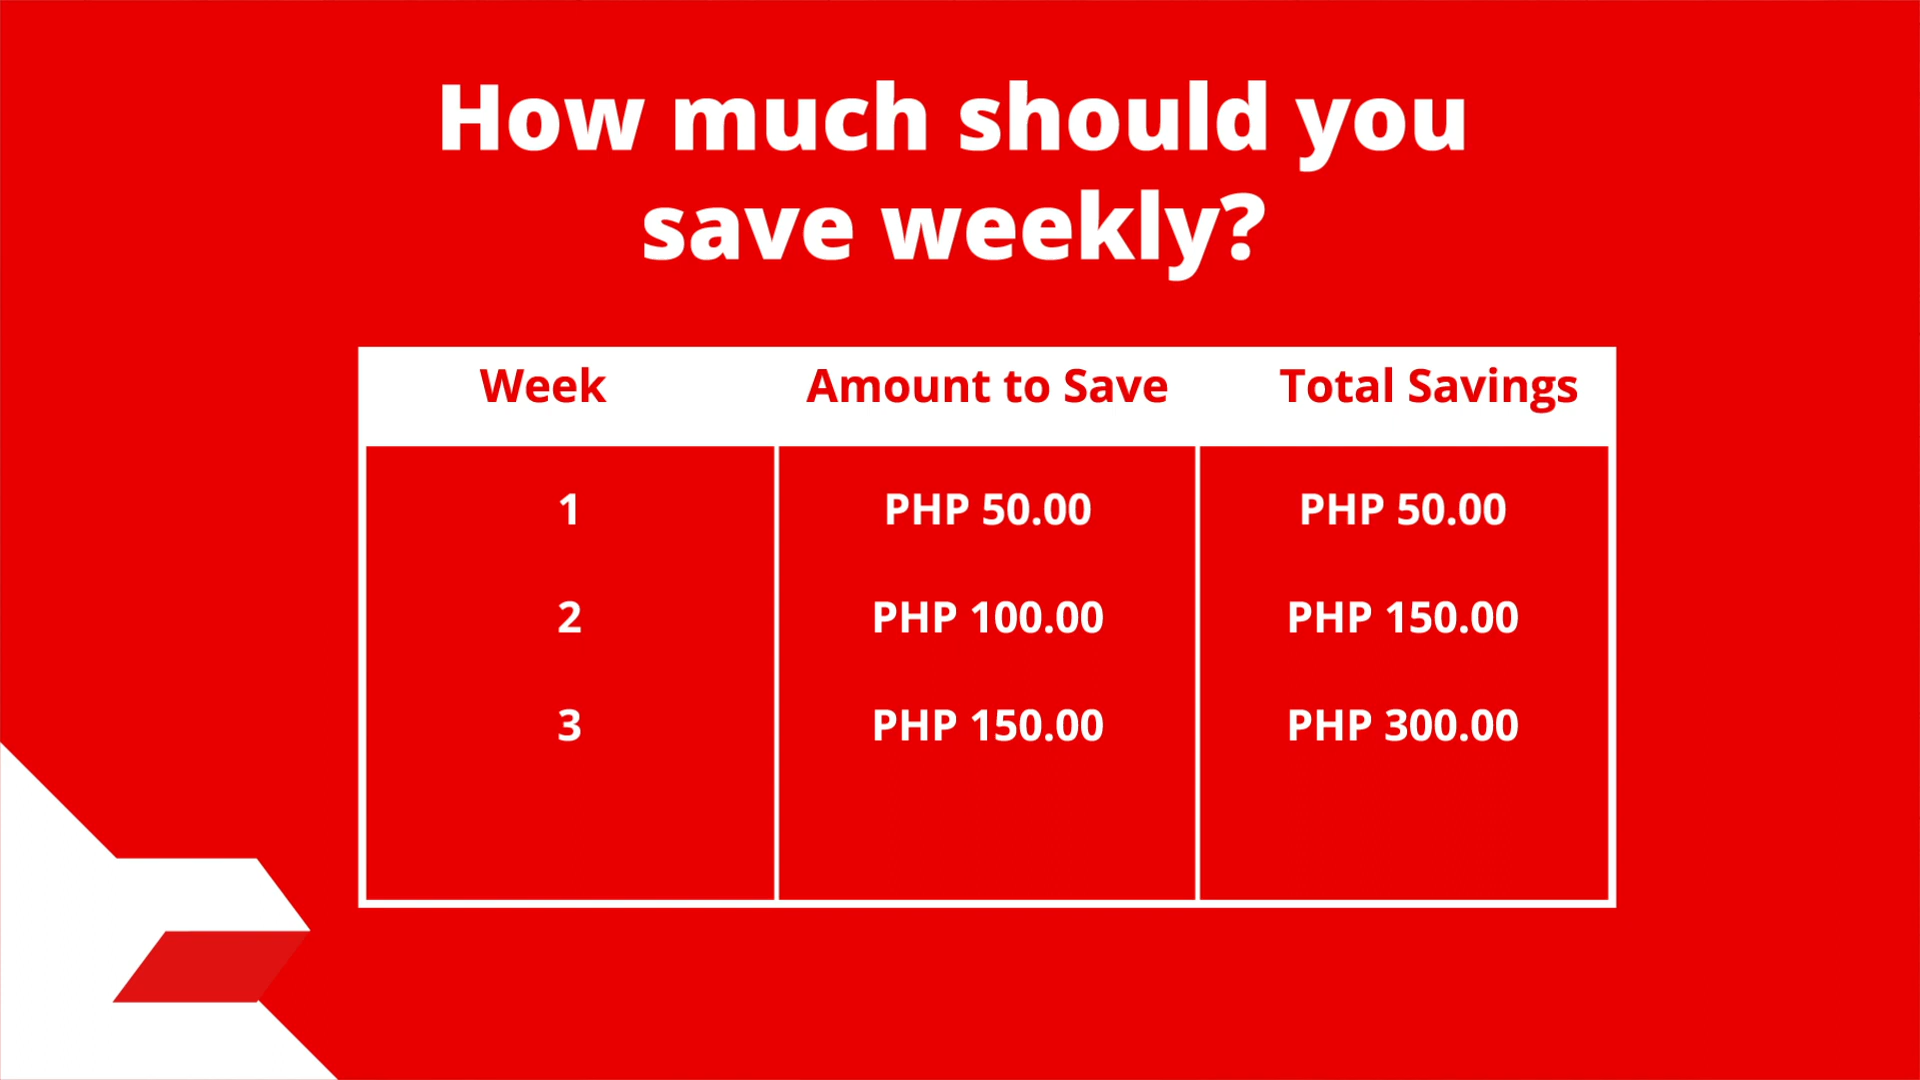 How much should you
save weekly?
Week Amount to Save Total Savings
1 PHP 50.00 PHP 50.00
2 PHP 100.00 PHP 150.00
3 PHP 150.00 PHP 300.00